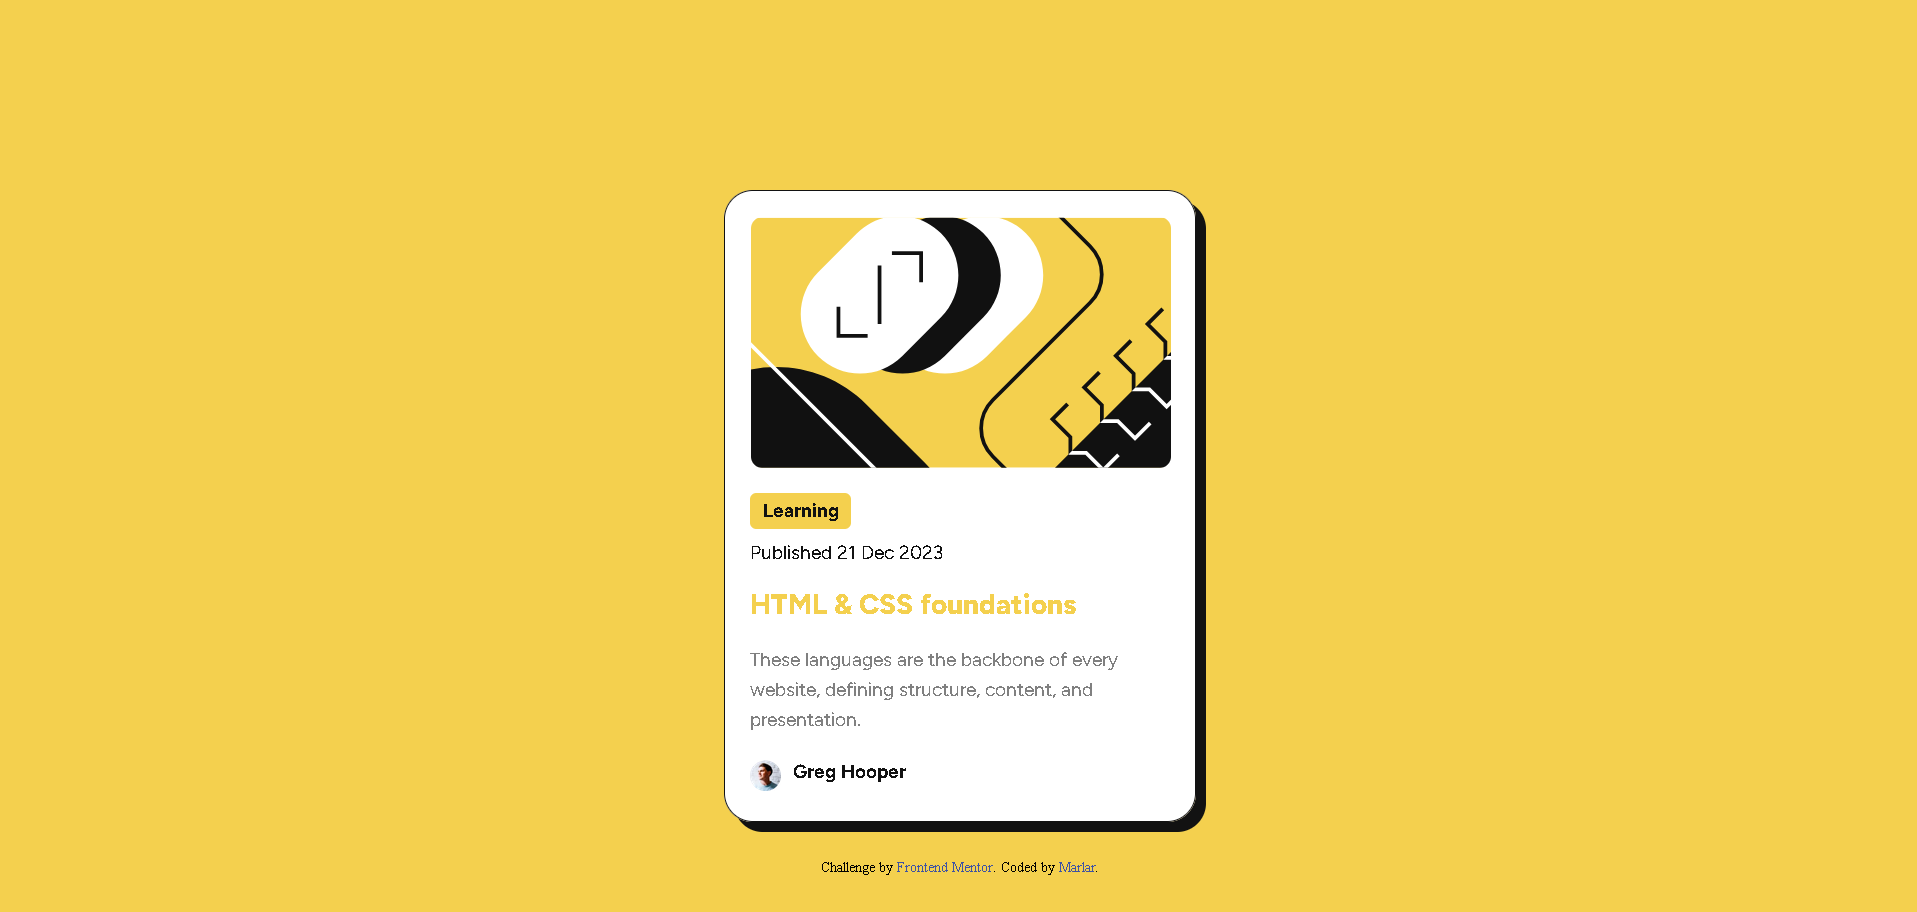 Learning
Published 21 Dec 2023
HTML & CSS foundations
These languages are the backbone of every
website, defining structure, content, and
presentation.
Greg Hooper
Challenge by Frontend Mentor. Coded by Marlar.